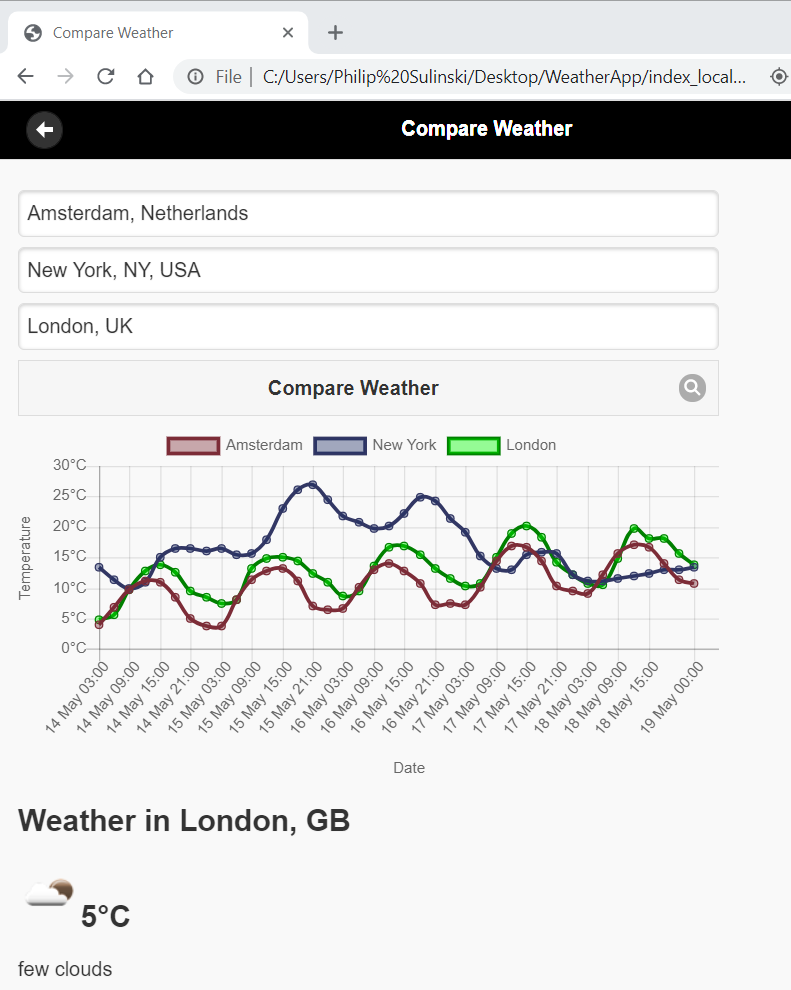 Compare Weather
File | C:/Users/Philip%20Sulinski/Desktop/WeatherApp/index_local...
Compare Weather
Amsterdam, Netherlands
New York, NY, USA
London, UK
Compare Weather
Amsterdam New York London
30°C
25°C
20°C
15°C
10°C
5°C
0°C
Temperature
14 May 03:00
14 May 09:00
14 May 15:00
14 May 21:00
15 May 03:00
15 May 09:00
15 May 15:00
15 May 21:00
16 May 03:00
16 May 09:00
16 May 15:00
16 May 21:00
17 May 03:00
17 May 09:00
17 May 15:00
17 May 21:00
18 May 03:00
18 May 09:00
18 May 15:00
19 May 00:00
Date
Weather in London, GB
5°C
few clouds